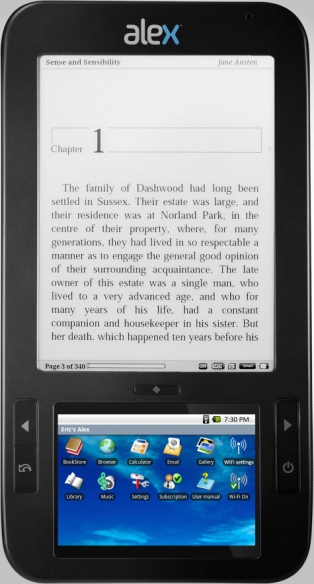 alex
Sense and Sensibility Jane Austen
Chapter 1
The family of Dashwood had long been
settled in Sussex. Their estate was large, and
their residence was at Norland Park, in the
centre of their property, where, for many
generations, they had lived in so respectable a
manner as to engage the general good opinion
of their surrounding acquaintance. The late
owner of this estate was a single man, who
lived to a very advanced age, and who for
many years of his life, had a constant
companion and housekeeper in his sister. But
her death, which happened ten years before his
Page 3 of 340
7:30 PM
Eric's Alex
BookStore Browser Calculator Email Gallery WiFi settings
Library Music Settings Subscription User manual Wi-Fi On